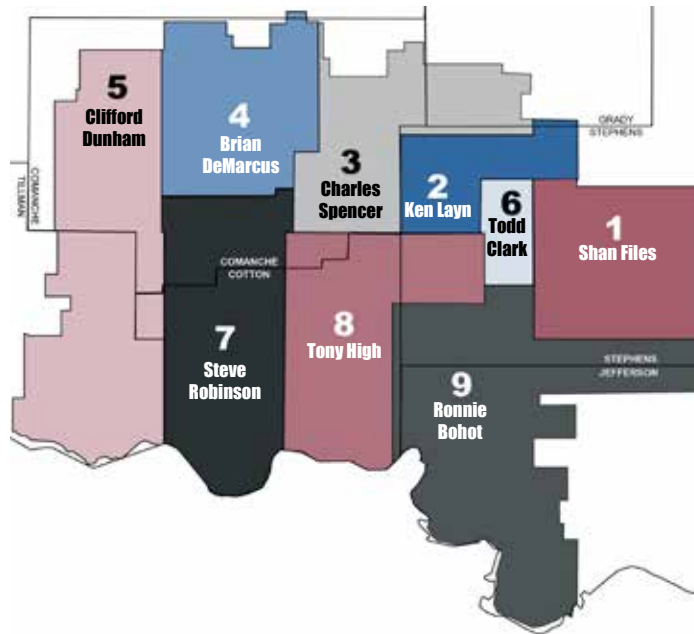 5
Clifford
Dunham
4
Brian
DeMarcus
3
Charles
Spencer
GRADY
STEPHENS
2
Ken Layn
6
Todd
Clark
1
Shan Files
TILLMAN
COMANCHE
COMANCHE
COTTON
7
Steve
Robinson
8
Tony High
STEPHENS
JEFFERSON
9
Ronnie
Bohot